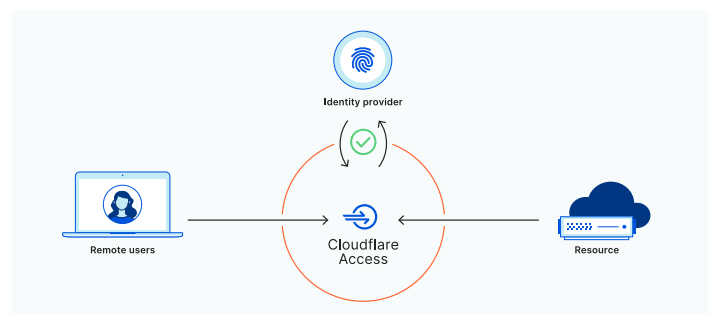 Identity provider
Remote users
Cloudflare
Access
Resource